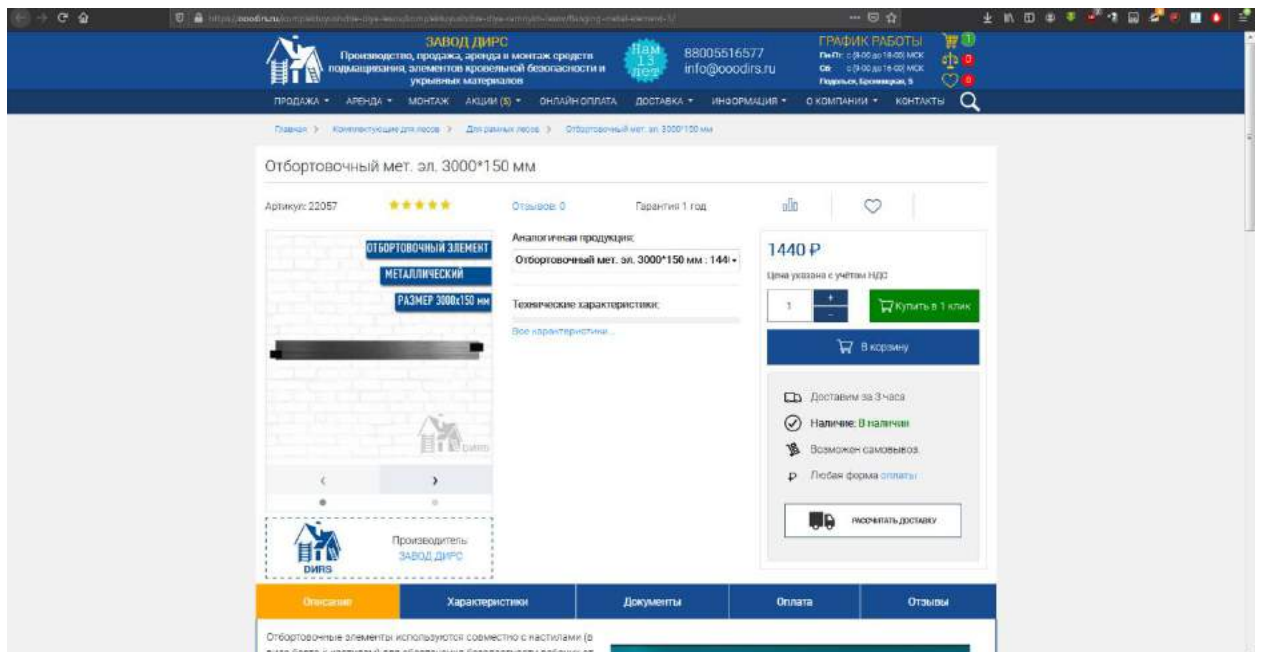 ЗАВОД ДИРС
Производство, продажа, аренда и монтаж средств
подмащивания, элементов кровельной безопасности и
укрывных материалов
Нам
13
лет
88005516577
info@ooodirs.ru
ГРАФИК РАБОТЫ
ПРОДАЖА АРЕНДА МОНТАЖ АКЦИИ (5) ОНЛАЙН ОПЛАТА ДОСТАВКА ИНФОРМАЦИЯ О КОМПАНИИ КОНТАКТЫ
Главная > Комплектующие для лесов > Для рамных лесов > Отбортовочный мет. эл. 3000*150 мм
Отбортовочный мет. эл. 3000*150 мм
Артикул: 22057
Отзывов: 0
Гарантия 1 год
ОТБОРТОВОЧНЫЙ ЭЛЕМЕНТ
МЕТАЛЛИЧЕСКИЙ
РАЗМЕР 3000x150 мм
Аналогичная продукция:
Отбортовочный мет. эл. 3000*150 мм : 144
Технические характеристики:
Все характеристики...
1440 ₽
Цена указана с учётом НДС
1
+
-
Купить в 1 клик
В корзину
Доставим за 3 часа
Наличие: В наличии
Возможен самовывоз
Любая форма оплаты
РАССЧИТАТЬ ДОСТАВКУ
DИRS
Производитель:
ЗАВОД ДИРС
DИRS
Описание Характеристики Документы Оплата Отзывы
Отбортовочные элементы используются совместно с настилами (в